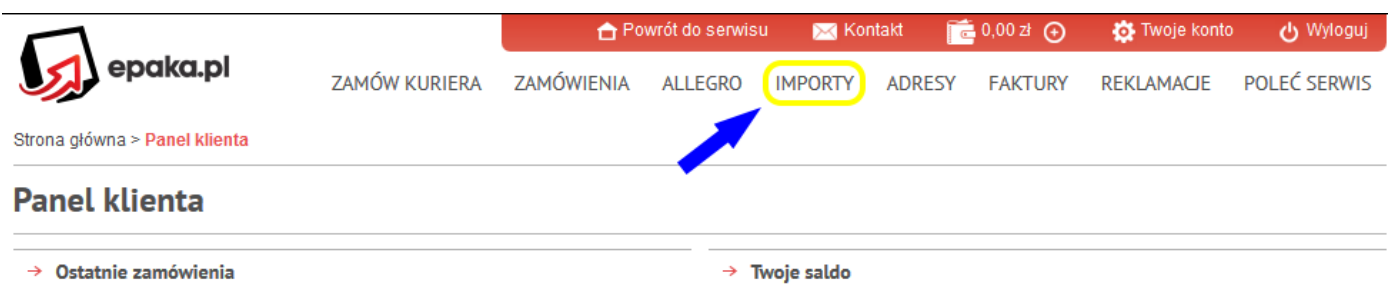 Powrót do serwisu Kontakt 0,00 zł Twoje konto Wyloguj
epaka.pl
ZAMÓW KURIERA ZAMÓWIENIA ALLEGRO IMPORTY ADRESY FAKTURY REKLAMACJE POLEĆ SERWIS
Strona główna > Panel klienta
Panel klienta
Ostatnie zamówienia Twoje saldo